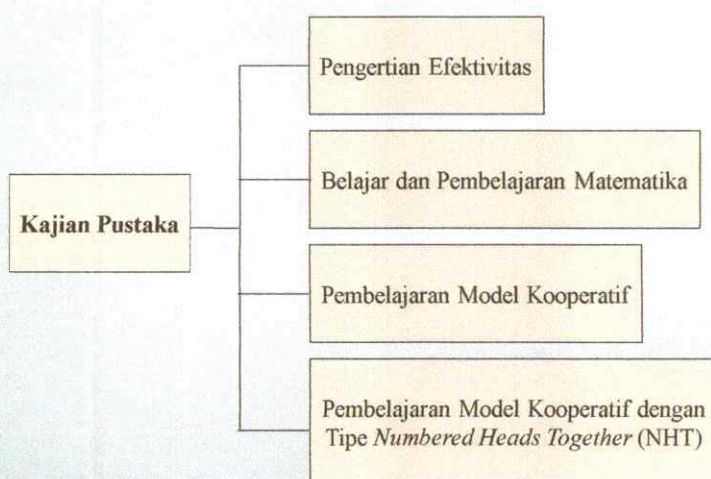 Pengertian Efektivitas
Belajar dan Pembelajaran Matematika
Kajian Pustaka
Pembelajaran Model Kooperatif
Pembelajaran Model Kooperatif dengan
Tipe Numbered Heads Together (NHT)